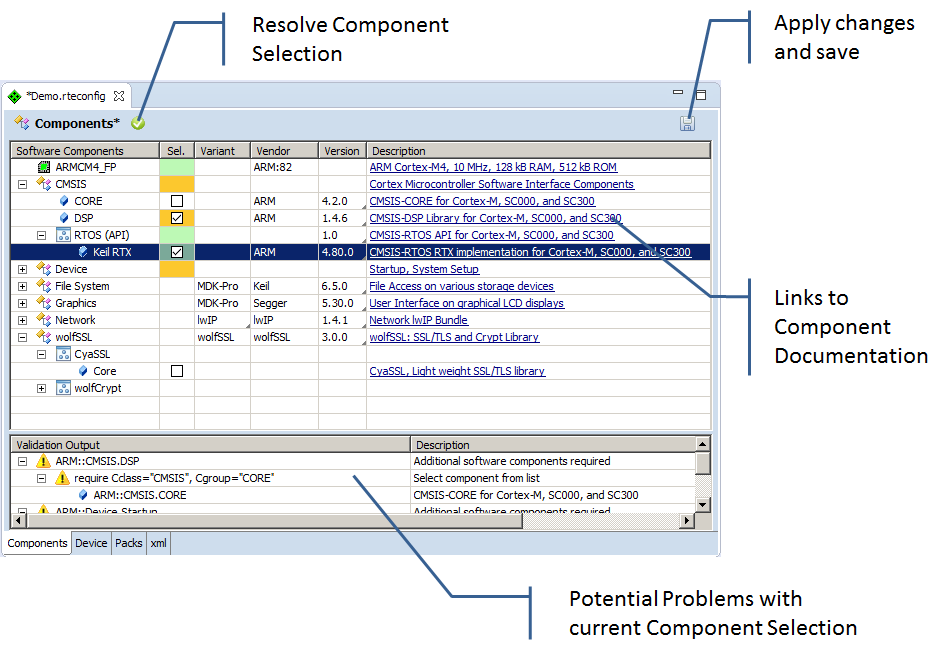 Resolve Component
Selection
Apply changes
and save
*Demo.rteconfig
Components*
Software Components Sel. Variant Vendor Version Description
ARMCM4_FP ARM:82 ARM Cortex-M4, 10 MHz, 128 kB RAM, 512 kB ROM
CMSIS Cortex Microcontroller Software Interface Components
CORE ARM 4.2.0 CMSIS-CORE for Cortex-M, SC000, and SC300
DSP ARM 1.4.6 CMSIS-DSP Library for Cortex-M, SC000, and SC300
RTOS (API) 1.0 CMSIS-RTOS API for Cortex-M, SC000, and SC300
Keil RTX ARM 4.80.0 CMSIS-RTOS RTX implementation for Cortex-M, SC000, and SC300
Device Startup, System Setup
File System MDK-Pro Keil 6.5.0 File Access on various storage devices
Graphics MDK-Pro Segger 5.30.0 User Interface on graphical LCD displays
Network lwIP lwIP 1.4.1 Network lwIP Bundle
wolfSSL wolfSSL wolfSSL 3.0.0 wolfSSL: SSL/TLS and Crypt Library
CyaSSL
Core CyaSSL, Light weight SSL/TLS library
wolfCrypt
Links to
Component
Documentation
Validation Output Description
ARM::CMSIS.DSP Additional software components required
require Cclass="CMSIS", Cgroup="CORE" Select component from list
ARM::CMSIS.CORE CMSIS-CORE for Cortex-M, SC000, and SC300
ARM::Device.Startup Additional software components required
Components Device Packs xml
Potential Problems with
current Component Selection